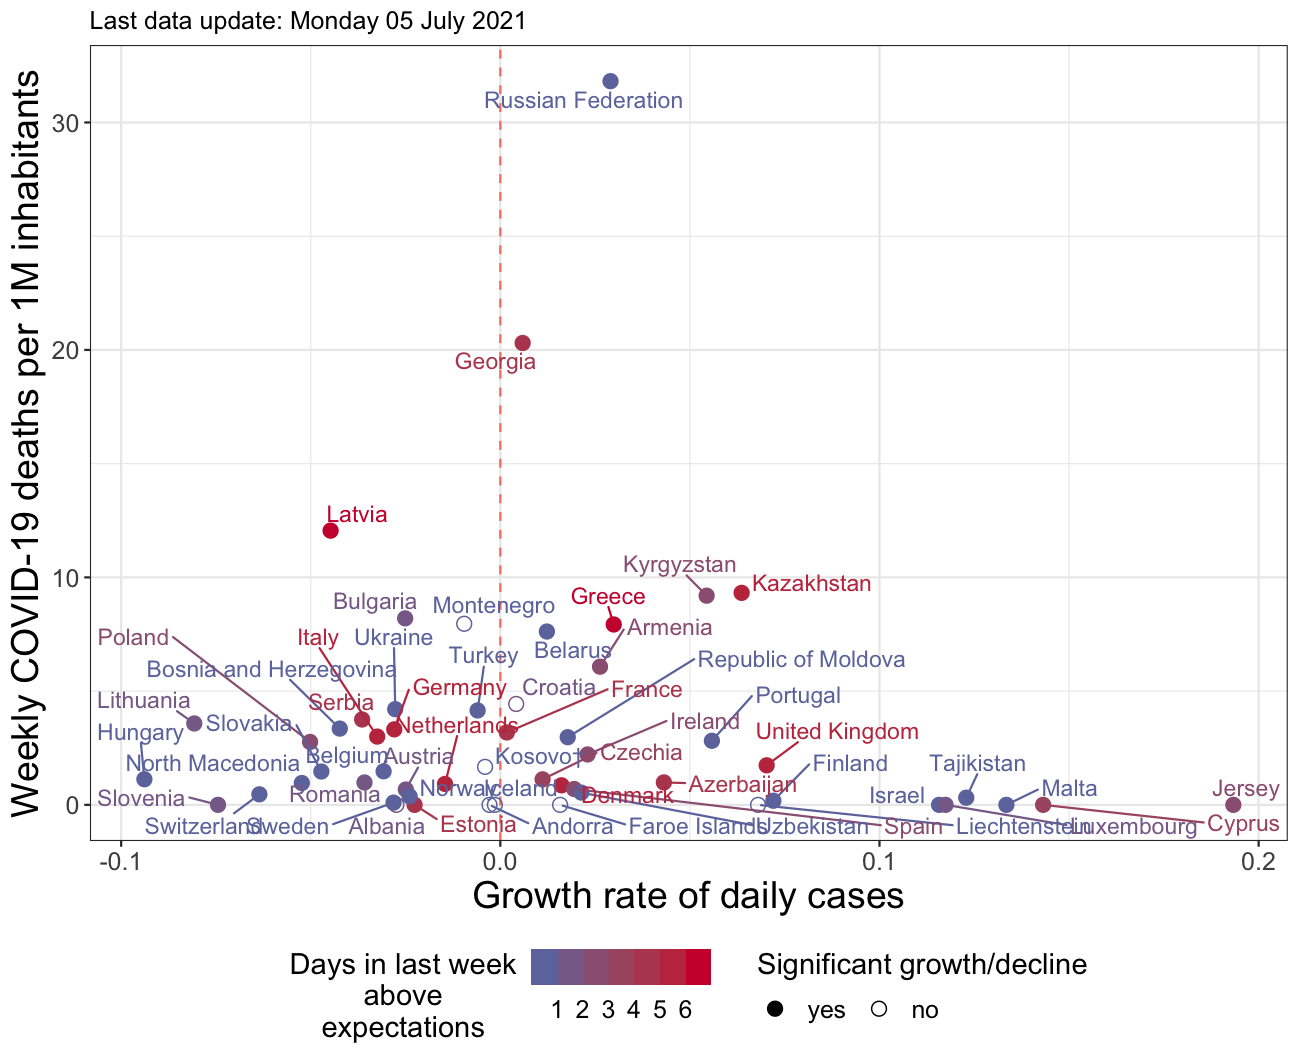 Last data update: Monday 05 July 2021
Weekly COVID-19 deaths per 1M inhabitants
30
20
10
0
Russian Federation
Georgia
Latvia
Kyrgyzstan
Kazakhstan
Greece
Bulgaria
Montenegro
Armenia
Poland
Italy
Ukraine
Belarus
Turkey
Republic of Moldova
Bosnia and Herzegovina
Germany
Croatia
France
Portugal
Lithuania
Serbia
Slovakia
Netherlands
Ireland
Hungary
United Kingdom
Belgium
Austria
Kosovo†
Czechia
North Macedonia
Finland
Tajikistan
Slovenia
Romania
Norway
Iceland
Denmark
Azerbaijan
Israel
Malta
Jersey
Switzerland
Sweden
Albania
Estonia
Andorra
Faroe Islands
Uzbekistan
Spain
Liechtenstein
Luxembourg
Cyprus
-0.1
0.0
0.1
0.2
Growth rate of daily cases
Days in last week
above
expectations
1 2 3 4 5 6
Significant growth/decline
yes
no